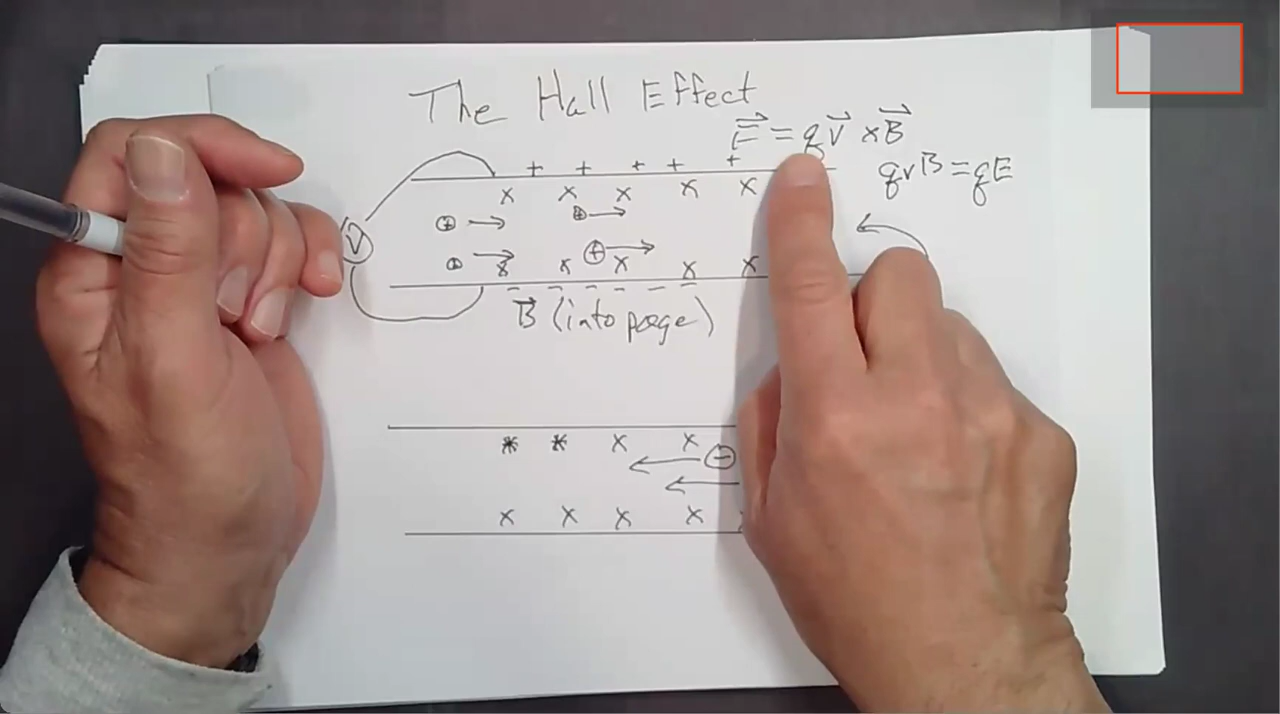 The Hall Effect
F = qv × B
+ + + + +
x x x x x
qvB = qE
+ → + →
V
+ → + →
x x x x x
- - - - - -
B (into page)
x x x x
← -
←
x x x x